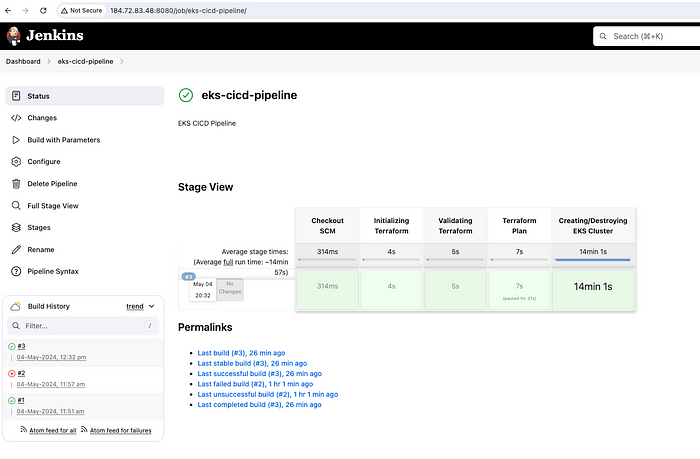 Not Secure 184.72.83.48:8080/job/eks-cicd-pipeline/
Jenkins
Search (⌘+K)
Dashboard
eks-cicd-pipeline
Status
Changes
Build with Parameters
Configure
Delete Pipeline
Full Stage View
Stages
Rename
Pipeline Syntax
Build History
trend
Filter...
/
#3
04-May-2024, 12:32 pm
#2
04-May-2024, 11:57 am
#1
04-May-2024, 11:51 am
Atom feed for all
Atom feed for failures
eks-cicd-pipeline
EKS CICD Pipeline
Stage View
Checkout SCM
Initializing Terraform
Validating Terraform
Terraform Plan
Creating/Destroying EKS Cluster
Average stage times:
(Average full run time: ~14min
57s)
314ms
4s
5s
7s
14min 1s
#3
May 04
20:32
No Changes
314ms
4s
5s
7s
(paused for 37s)
14min 1s
Permalinks
Last build (#3), 26 min ago
Last stable build (#3), 26 min ago
Last successful build (#3), 26 min ago
Last failed build (#2), 1 hr 1 min ago
Last unsuccessful build (#2), 1 hr 1 min ago
Last completed build (#3), 26 min ago